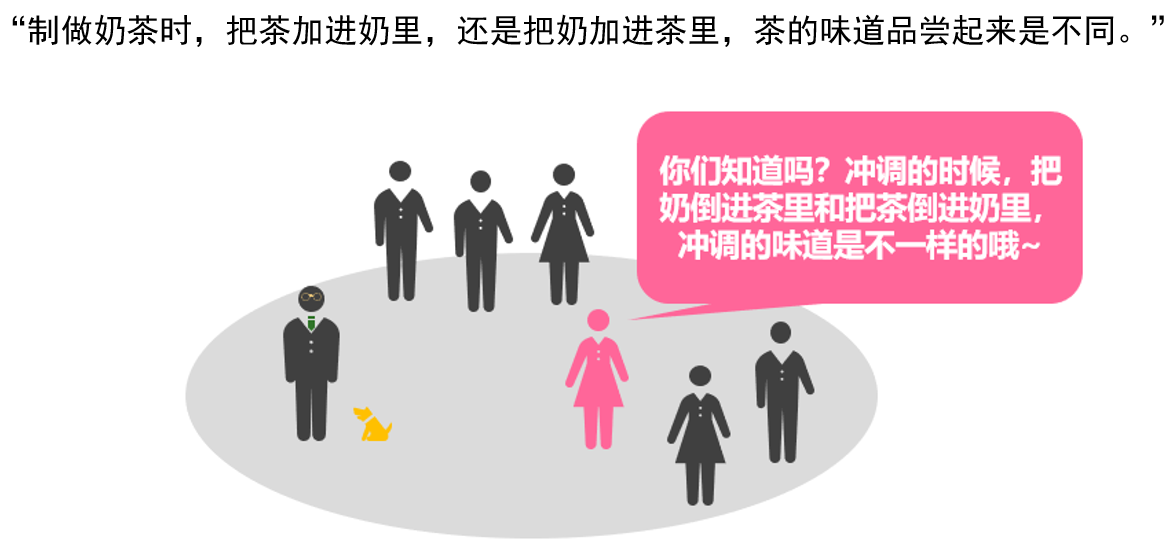 “制做奶茶时，把茶加进奶里，还是把奶加进茶里，茶的味道品尝起来是不同。”
你们知道吗？冲调的时候，把
奶倒进茶里和把茶倒进奶里，
冲调的味道是不一样的哦~